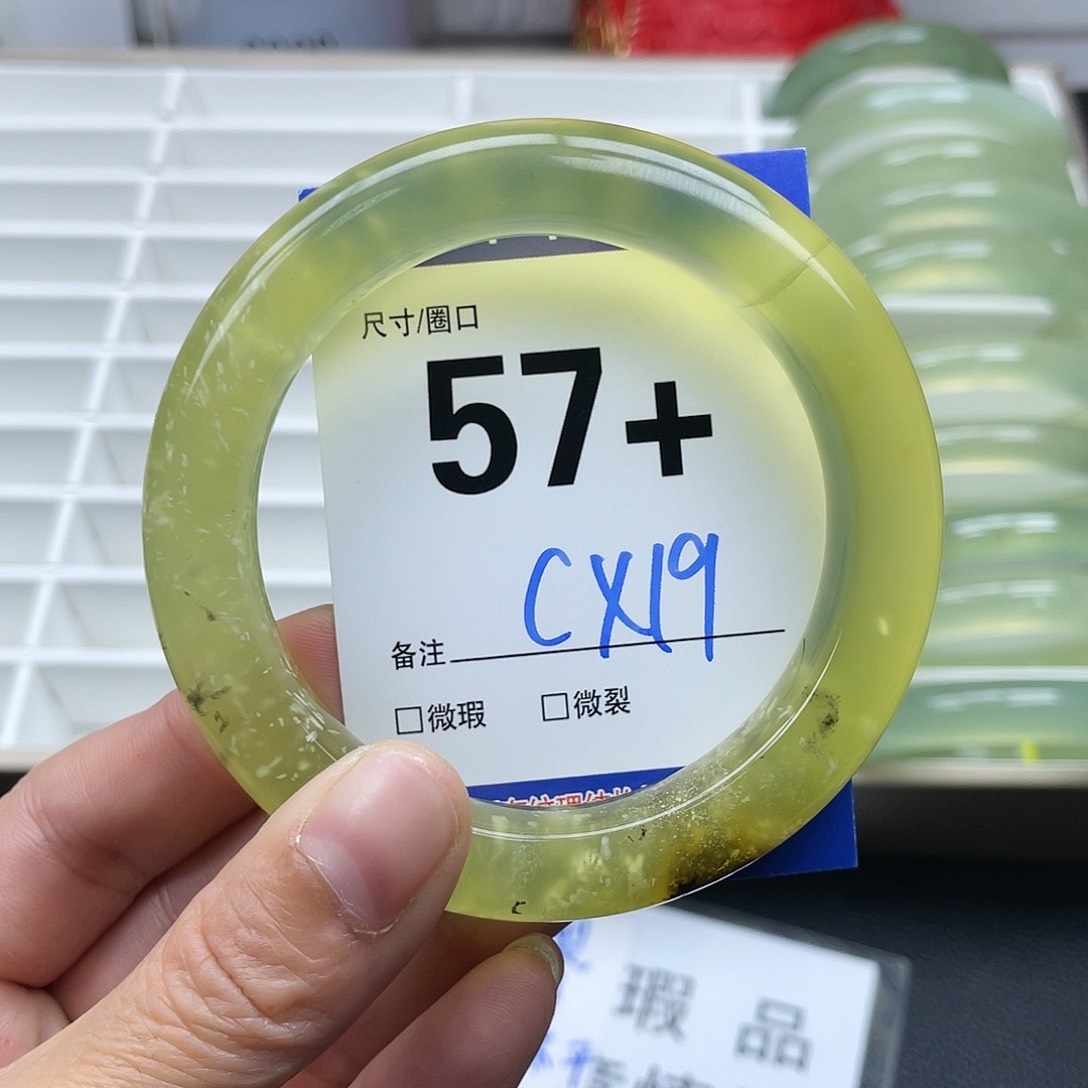 尺寸/圈口
57+
CX19
备注
□微瑕 □微裂
瑕品